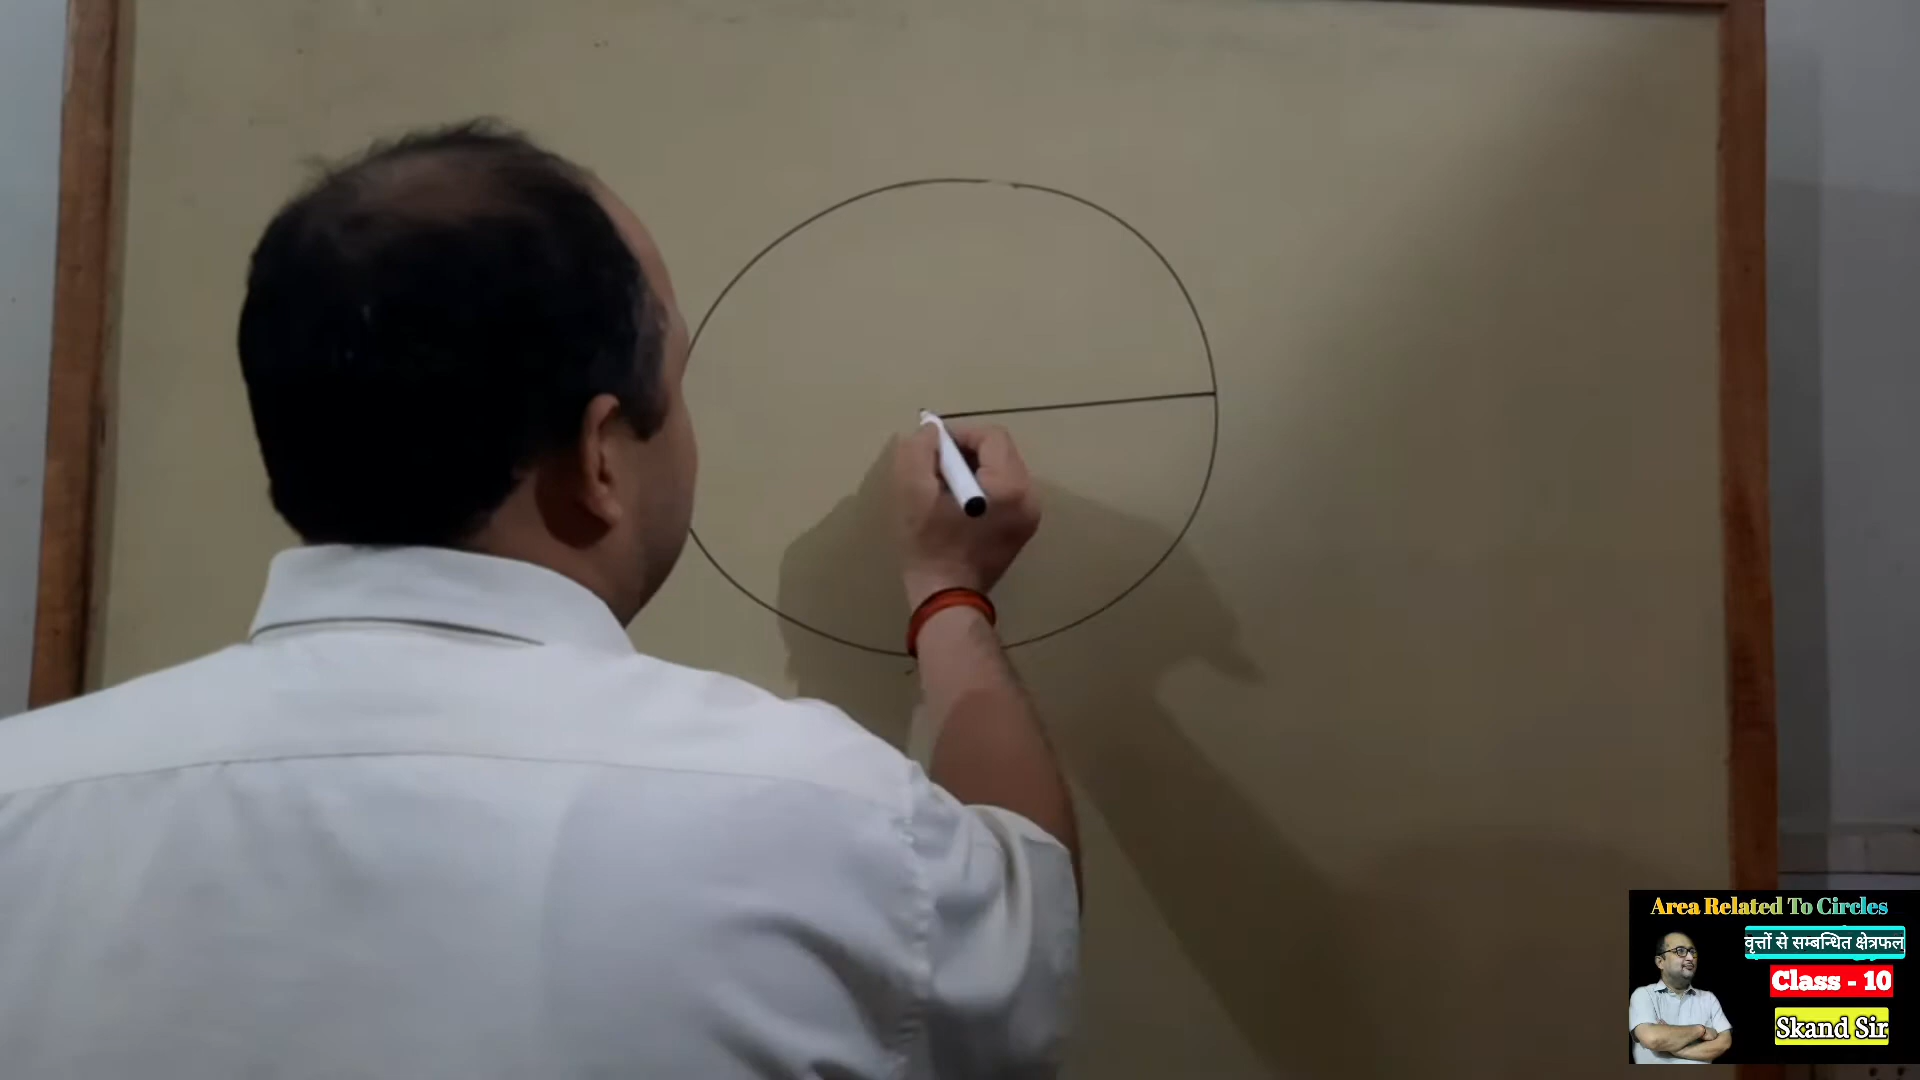 Area Related To Circles
वृत्तों से सम्बन्धित क्षेत्रफल
Class - 10
Skand Sir